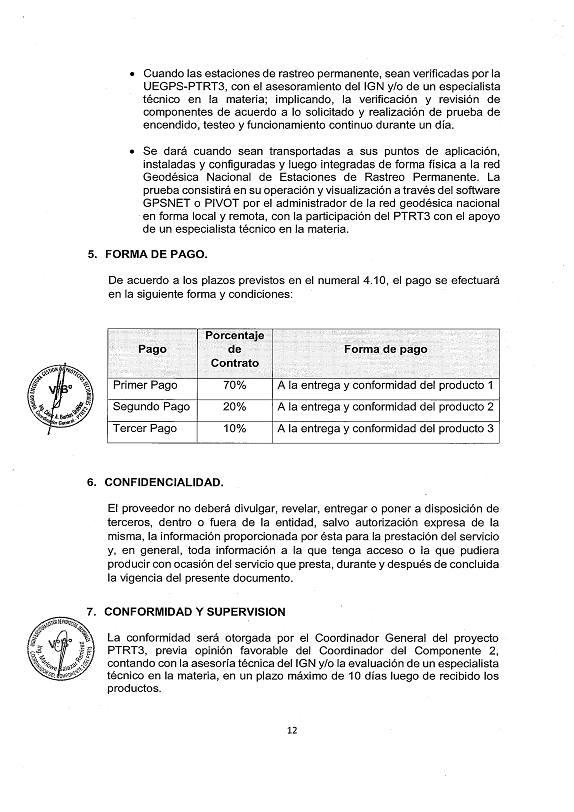 • Cuando las estaciones de rastreo permanente, sean verificadas por la
UEGPS-PTRT3, con el asesoramiento del IGN y/o de un especialista
técnico en la materia; implicando, la verificación y revisión de
componentes de acuerdo a lo solicitado y realización de prueba de
encendido, testeo y funcionamiento continuo durante un día.
• Se dará cuando sean transportadas a sus puntos de aplicación,
instaladas y configuradas y luego integradas de forma física a la red
Geodésica Nacional de Estaciones de Rastreo Permanente. La
prueba consistirá en su operación y visualización a través del software
GPSNET o PIVOT por el administrador de la red geodésica nacional
en forma local y remota, con la participación del PTRT3 con el apoyo
de un especialista técnico en la materia.
5. FORMA DE PAGO.
De acuerdo a los plazos previstos en el numeral 4.10, el pago se efectuará
en la siguiente forma y condiciones:
Pago Porcentaje de Contrato Forma de pago
Primer Pago 70% A la entrega y conformidad del producto 1
Segundo Pago 20% A la entrega y conformidad del producto 2
Tercer Pago 10% A la entrega y conformidad del producto 3
V°B°
6. CONFIDENCIALIDAD.
El proveedor no deberá divulgar, revelar, entregar o poner a disposición de
terceros, dentro o fuera de la entidad, salvo autorización expresa de la
misma, la información proporcionada por ésta para la prestación del servicio
y, en general, toda información a la que tenga acceso o la que pudiera
producir con ocasión del servicio que presta, durante y después de concluida
la vigencia del presente documento.
7. CONFORMIDAD Y SUPERVISION
V°B°
La conformidad será otorgada por el Coordinador General del proyecto
PTRT3, previa opinión favorable del Coordinador del Componente 2,
contando con la asesoría técnica del IGN y/o la evaluación de un especialista
técnico en la materia, en un plazo máximo de 10 días luego de recibido los
productos.
12